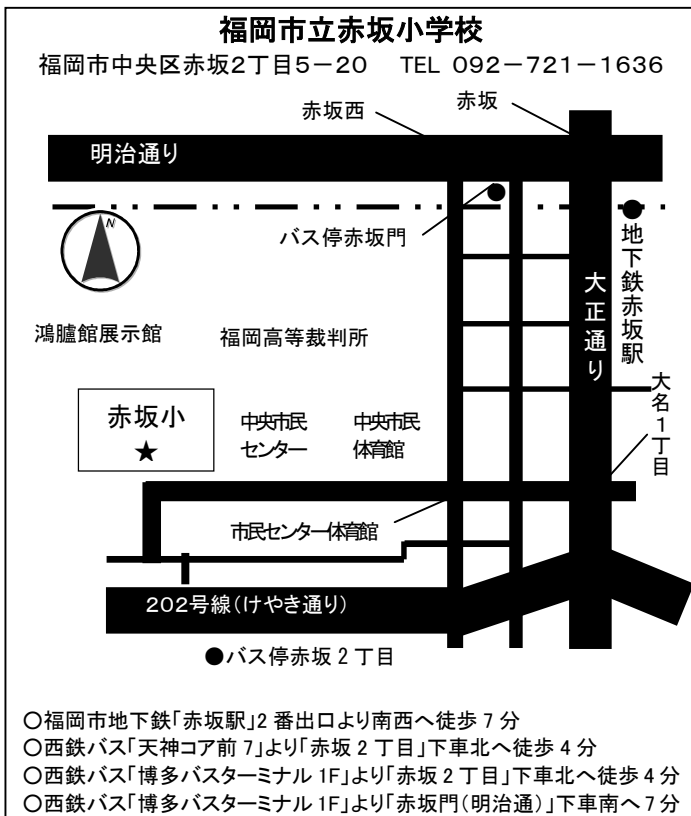 福岡市立赤坂小学校
福岡市中央区赤坂2丁目5－20　TEL 092－721－1636
赤坂西
赤坂
明治通り
N
バス停赤坂門
地下鉄赤坂駅
大正通り
鴻臚館展示館
福岡高等裁判所
大名1丁目
赤坂小
★
中央市民
センター
中央市民
体育館
市民センター体育館
202号線(けやき通り)
●バス停赤坂2丁目
○福岡市地下鉄「赤坂駅」2番出口より南西へ徒歩7分
○西鉄バス「天神コア前7」より「赤坂2丁目」下車北へ徒歩4分
○西鉄バス「博多バスターミナル1F」より「赤坂2丁目」下車北へ徒歩4分
○西鉄バス「博多バスターミナル1F」より「赤坂門(明治通)」下車南へ7分